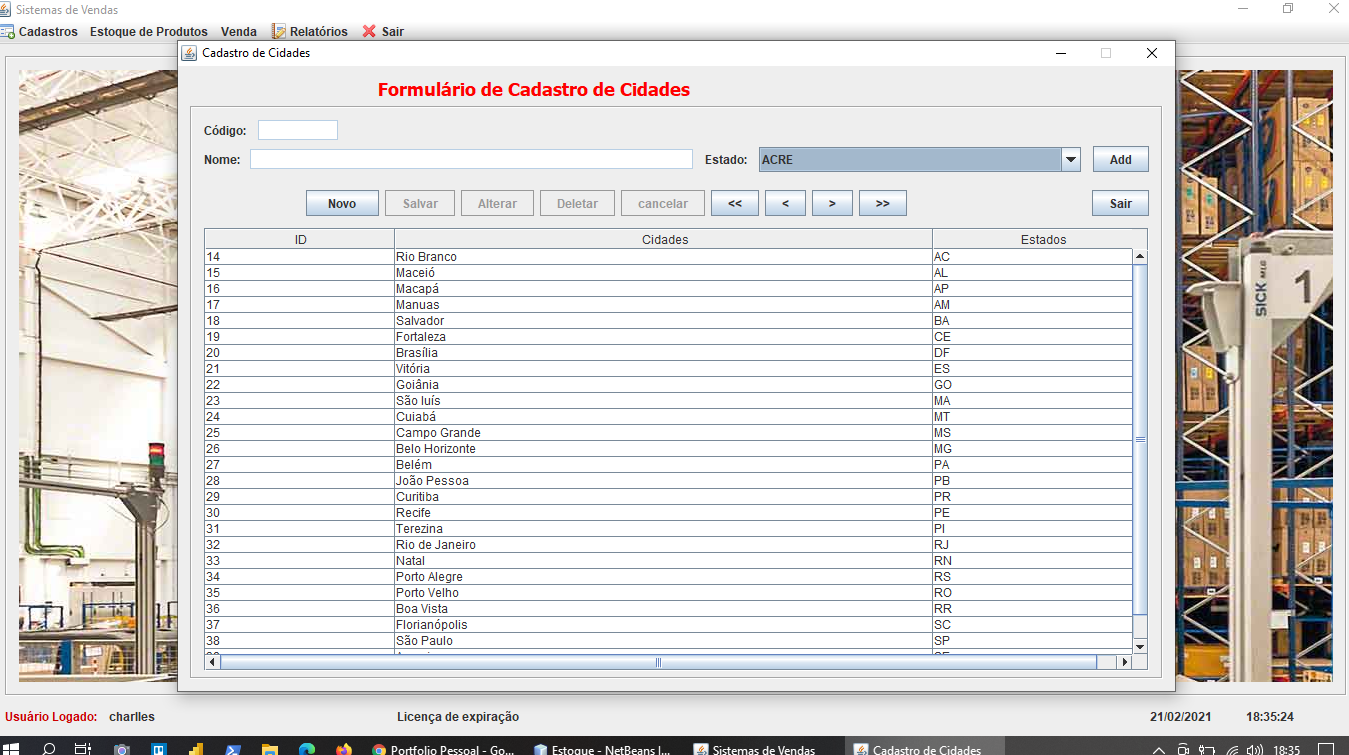 Sistemas de Vendas
Cadastros Estoque de Produtos Venda Relatórios Sair
Cadastro de Cidades
Formulário de Cadastro de Cidades
Código:
Nome: Estado: ACRE Add
Novo Salvar Alterar Deletar cancelar << < > >> Sair
ID Cidades Estados
14 Rio Branco AC
15 Maceió AL
16 Macapá AP
17 Manuas AM
18 Salvador BA
19 Fortaleza CE
20 Brasília DF
21 Vitória ES
22 Goiânia GO
23 São luís MA
24 Cuiabá MT
25 Campo Grande MS
26 Belo Horizonte MG
27 Belém PA
28 João Pessoa PB
29 Curitiba PR
30 Recife PE
31 Terezina PI
32 Rio de Janeiro RJ
33 Natal RN
34 Porto Alegre RS
35 Porto Velho RO
36 Boa Vista RR
37 Florianópolis SC
38 São Paulo SP
SICK MLG 1
Usuário Logado: charlles Licença de expiração 21/02/2021 18:35:24
Portfolio Pessoal - Go... Estoque - NetBeans I... Sistemas de Vendas Cadastro de Cidades 18:35